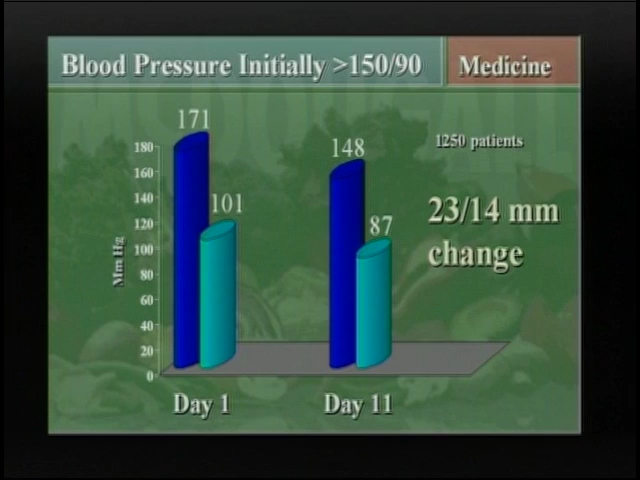 Blood Pressure Initially >150/90
Medicine
1250 patients
171
148
101
87
23/14 mm
change
Mm Hg
180
160
140
120
100
80
60
40
20
0
Day 1
Day 11